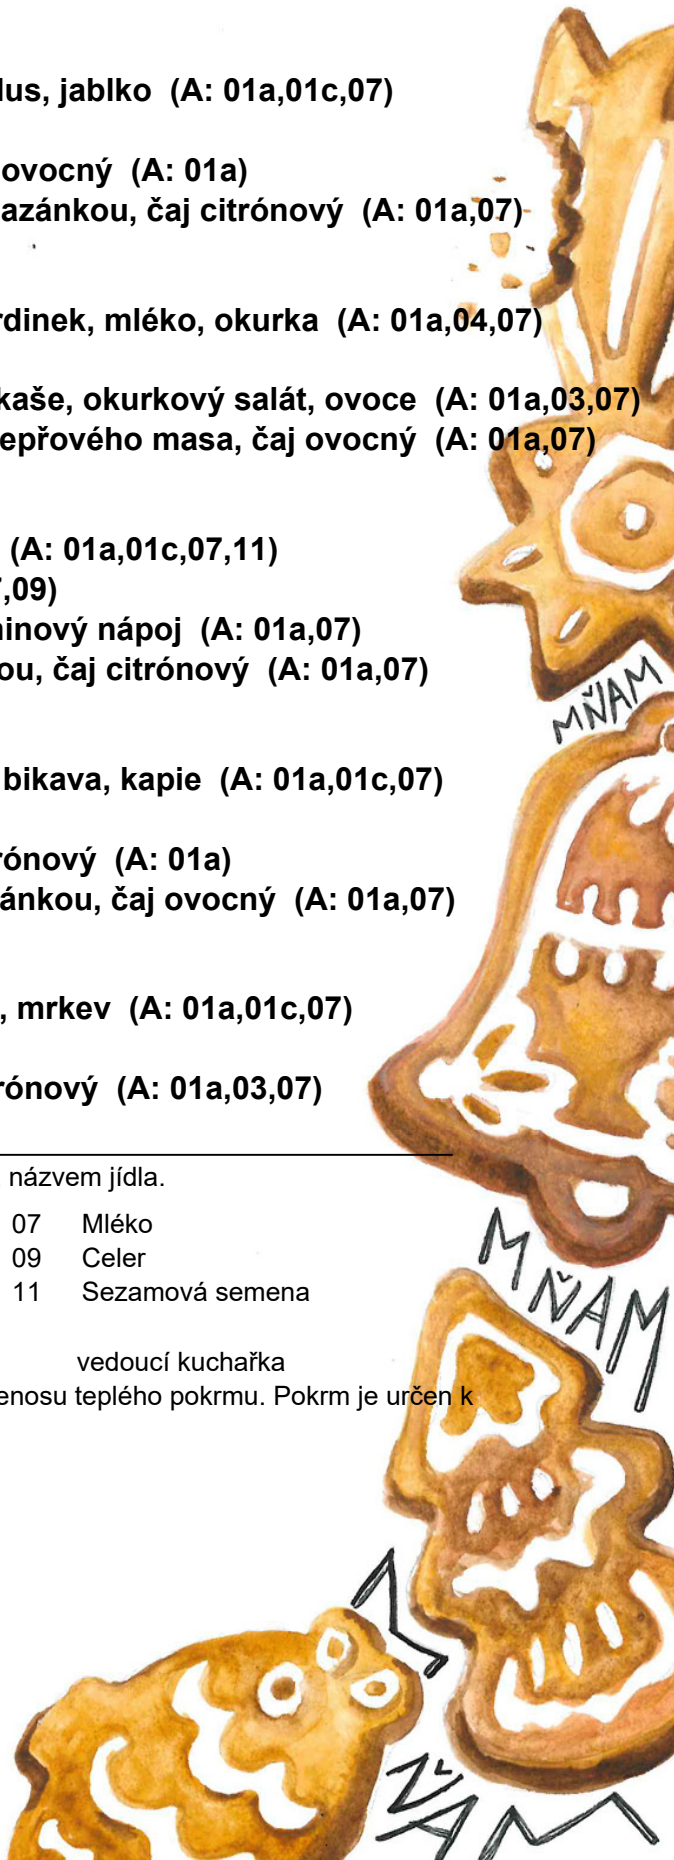 lus, jablko (A: 01a,01c,07)
ovocný (A: 01a)
azánkou, čaj citrónový (A: 01a,07)
rdinek, mléko, okurka (A: 01a,04,07)
kaše, okurkový salát, ovoce (A: 01a,03,07)
epřového masa, čaj ovocný (A: 01a,07)
(A: 01a,01c,07,11)
7,09)
ninový nápoj (A: 01a,07)
ou, čaj citrónový (A: 01a,07)
MŇAM
bikava, kapie (A: 01a,01c,07)
rónový (A: 01a)
ánkou, čaj ovocný (A: 01a,07)
, mrkev (A: 01a,01c,07)
rónový (A: 01a,03,07)
názvem jídla.
07 Mléko
09 Celer
11 Sezamová semena
MŇAM
vedoucí kuchařka
enosu teplého pokrmu. Pokrm je určen k
MŇAM